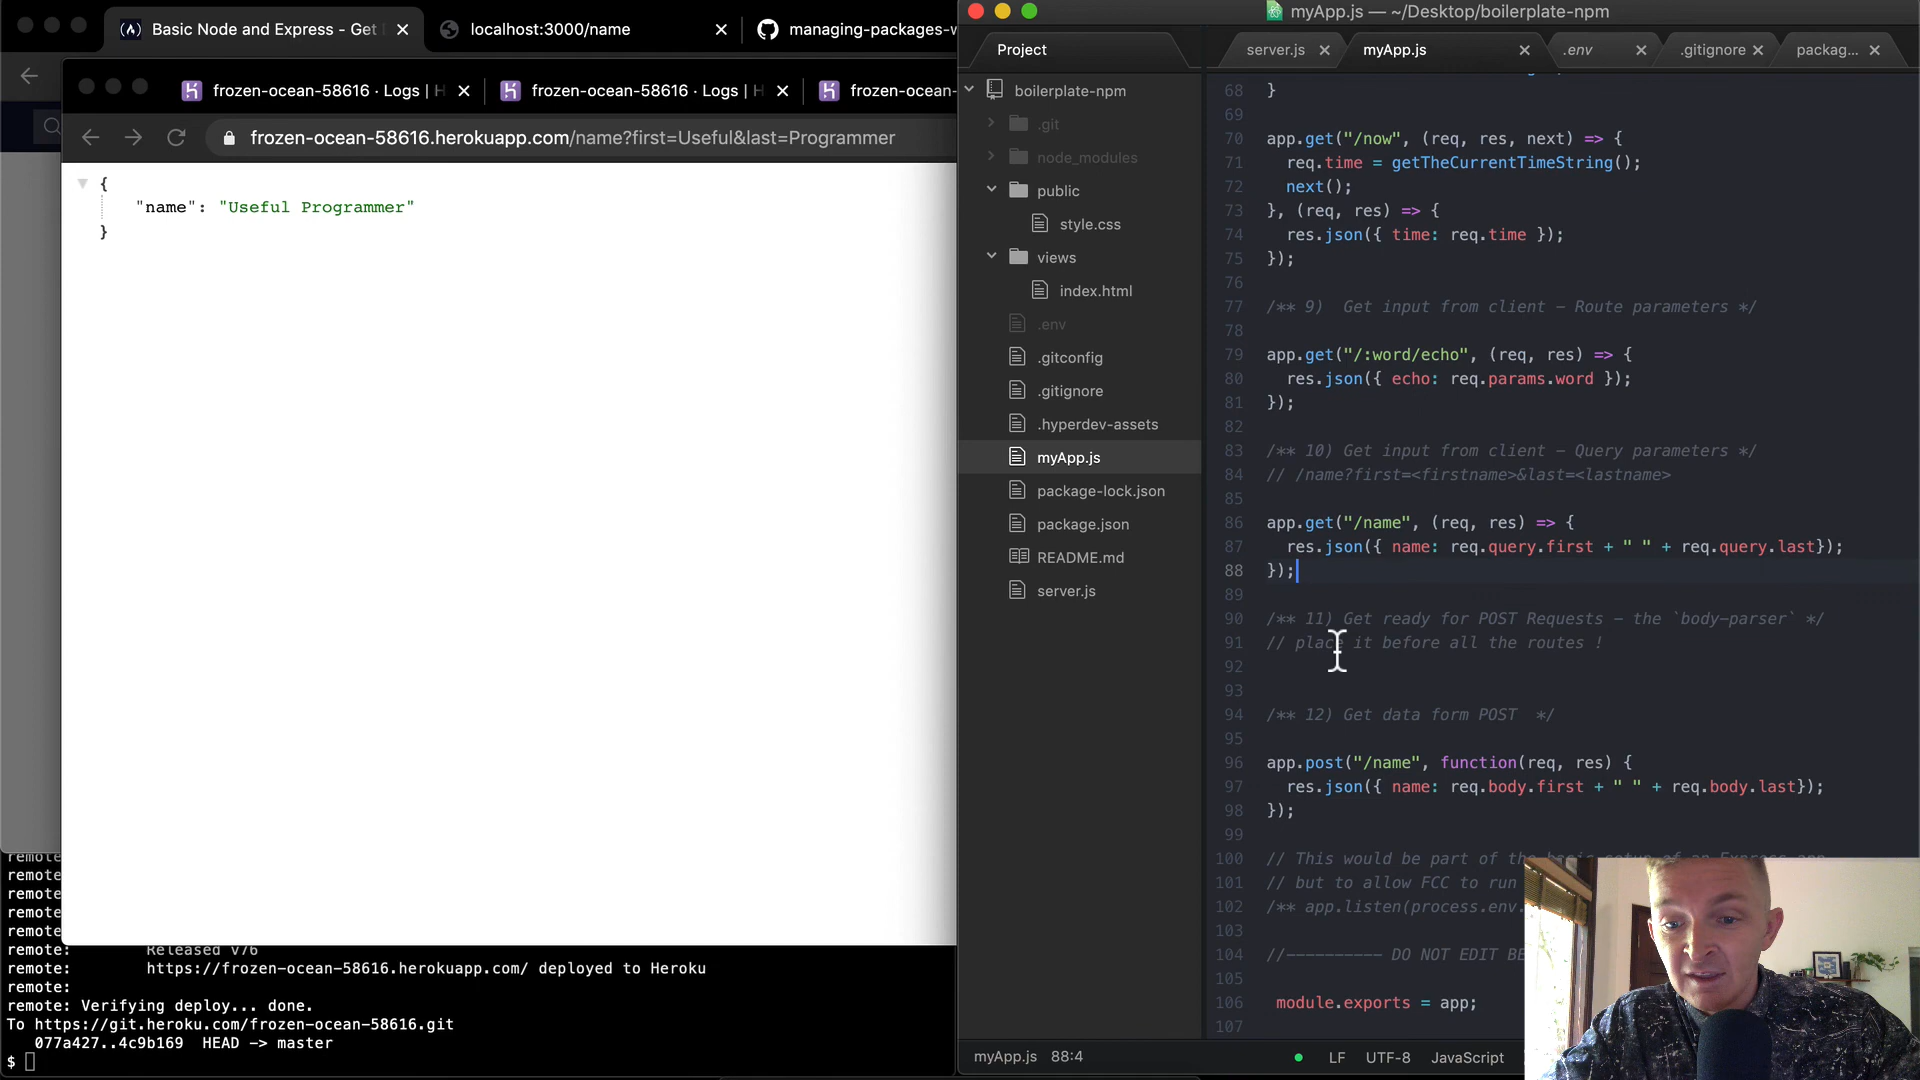 Basic Node and Express - Get
localhost:3000/name
managing-packages-w
frozen-ocean-58616 · Logs | H
frozen-ocean-58616 · Logs | H
frozen-ocean-
frozen-ocean-58616.herokuapp.com/name?first=Useful&last=Programmer
{
"name": "Useful Programmer"
}
remote
remote
remote
remote
remote
remote: Released v76
remote: https://frozen-ocean-58616.herokuapp.com/ deployed to Heroku
remote:
remote: Verifying deploy... done.
To https://git.heroku.com/frozen-ocean-58616.git
077a427..4c9b169 HEAD -> master
$
myApp.js — ~/Desktop/boilerplate-npm
Project
server.js
myApp.js
.env
.gitignore
packag...
boilerplate-npm
.git
node_modules
public
style.css
views
index.html
.env
.gitconfig
.gitignore
.hyperdev-assets
myApp.js
package-lock.json
package.json
README.md
server.js
68 }
69
70 app.get("/now", (req, res, next) => {
71 req.time = getTheCurrentTimeString();
72 next();
73 }, (req, res) => {
74 res.json({ time: req.time });
75 });
76
77 /** 9)  Get input from client - Route parameters */
78
79 app.get("/:word/echo", (req, res) => {
80 res.json({ echo: req.params.word });
81 });
82
83 /** 10) Get input from client - Query parameters */
84 // /name?first=<firstname>&last=<lastname>
85
86 app.get("/name", (req, res) => {
87 res.json({ name: req.query.first + " " + req.query.last});
88 });
89
90 /** 11) Get ready for POST Requests - the `body-parser` */
91 // place it before all the routes !
92
93
94 /** 12) Get data form POST  */
95
96 app.post("/name", function(req, res) {
97 res.json({ name: req.body.first + " " + req.body.last});
98 });
99
100 // This would be part of the basic setup of an Express app
101 // but to allow FCC to run
102 /** app.listen(process.env.
103
104 //---------- DO NOT EDIT BE
105
106 module.exports = app;
107
myApp.js 88:4
LF UTF-8 JavaScript